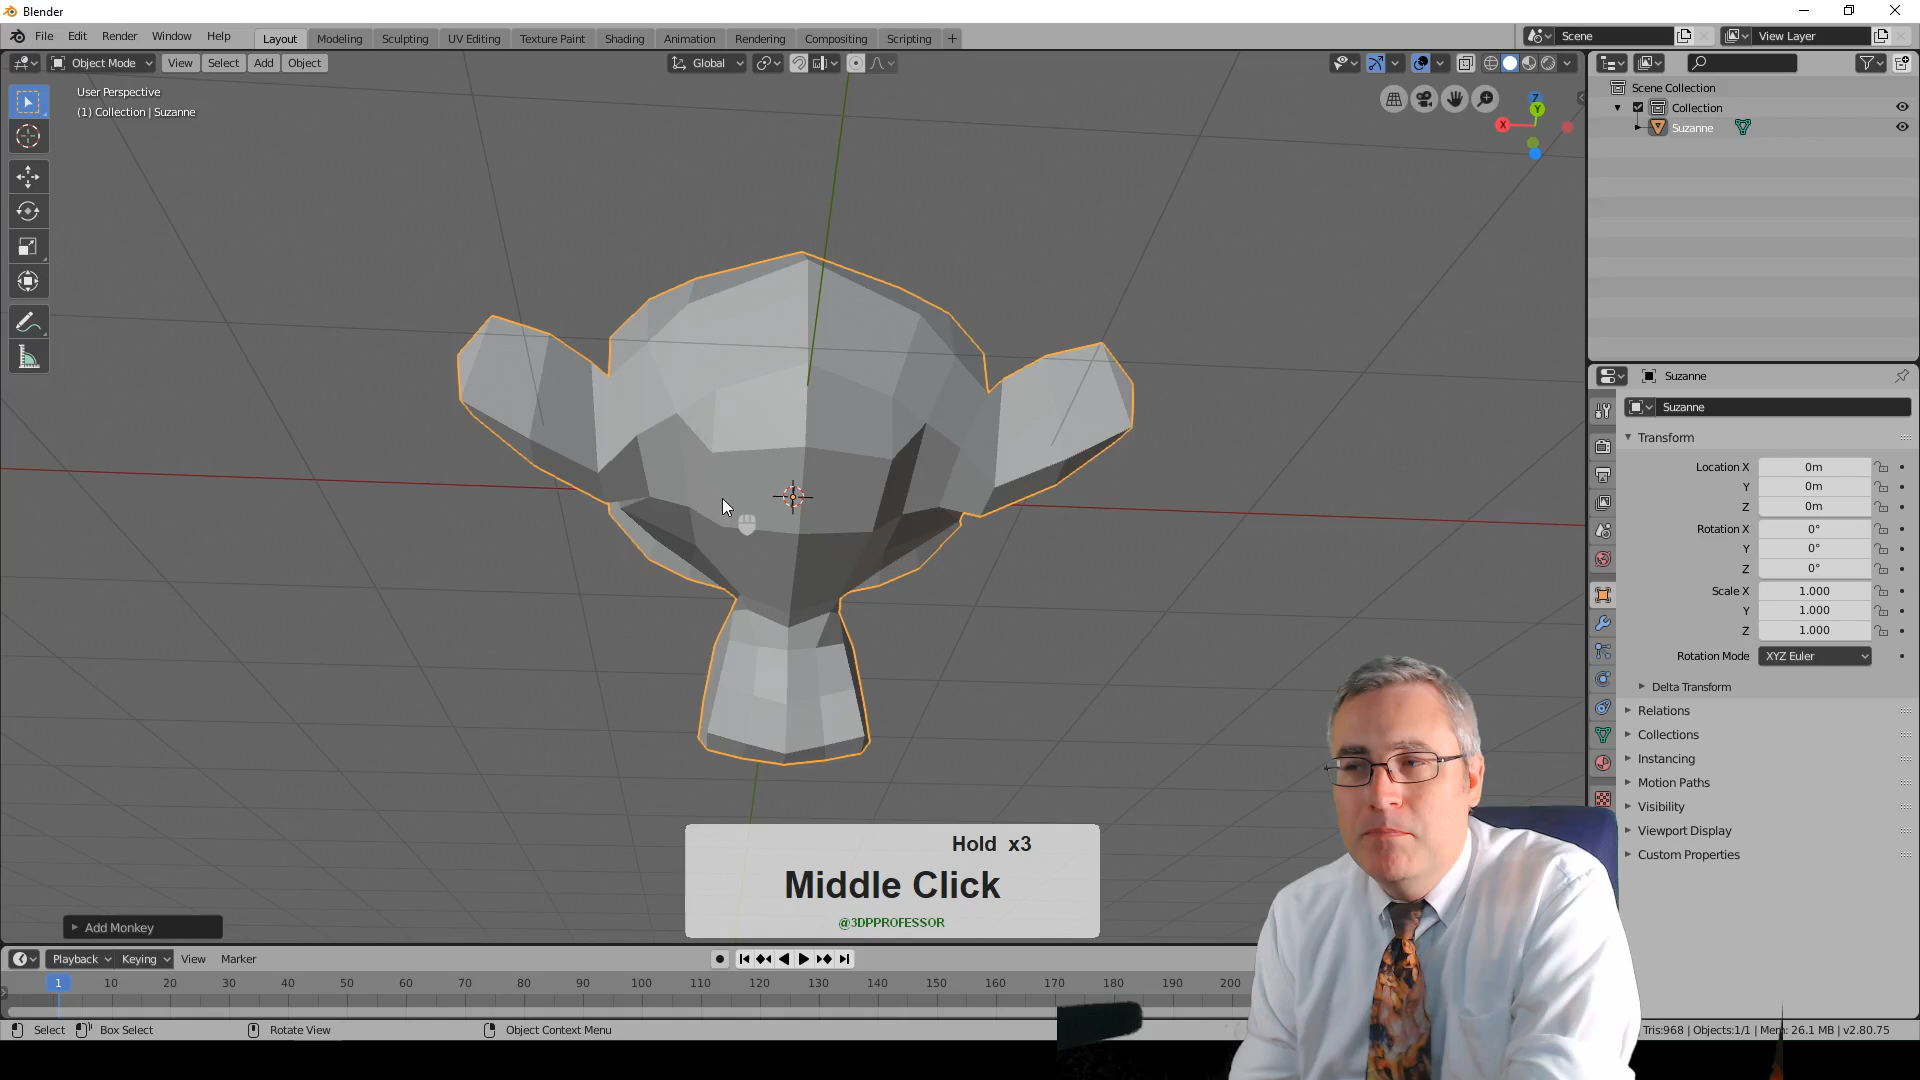 Blender
File Edit Render Window Help
Layout Modeling Sculpting UV Editing Texture Paint Shading Animation Rendering Compositing Scripting +
Scene View Layer
Object Mode View Select Add Object Global
User Perspective
(1) Collection | Suzanne
Z
Y
X
Scene Collection
Collection
Suzanne
Suzanne
Suzanne
Transform
Location X 0m
Y 0m
Z 0m
Rotation X 0°
Y 0°
Z 0°
Scale X 1.000
Y 1.000
Z 1.000
Rotation Mode XYZ Euler
Delta Transform
Relations
Collections
Instancing
Motion Paths
Visibility
Viewport Display
Custom Properties
Hold x3
Middle Click
@3DPPROFESSOR
Add Monkey
Playback Keying View Marker
1 10 20 30 40 50 60 70 80 90 100 110 120 130 140 150 160 170 180 190 200
Select Box Select Rotate View Object Context Menu
Tris:968 | Objects:1/1 | Mem: 26.1 MB | v2.80.75